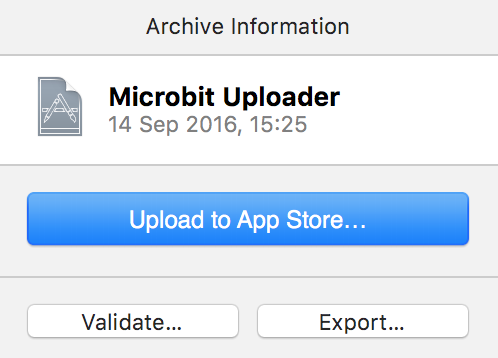 Archive Information
Microbit Uploader
14 Sep 2016, 15:25
Upload to App Store…
Validate…
Export…